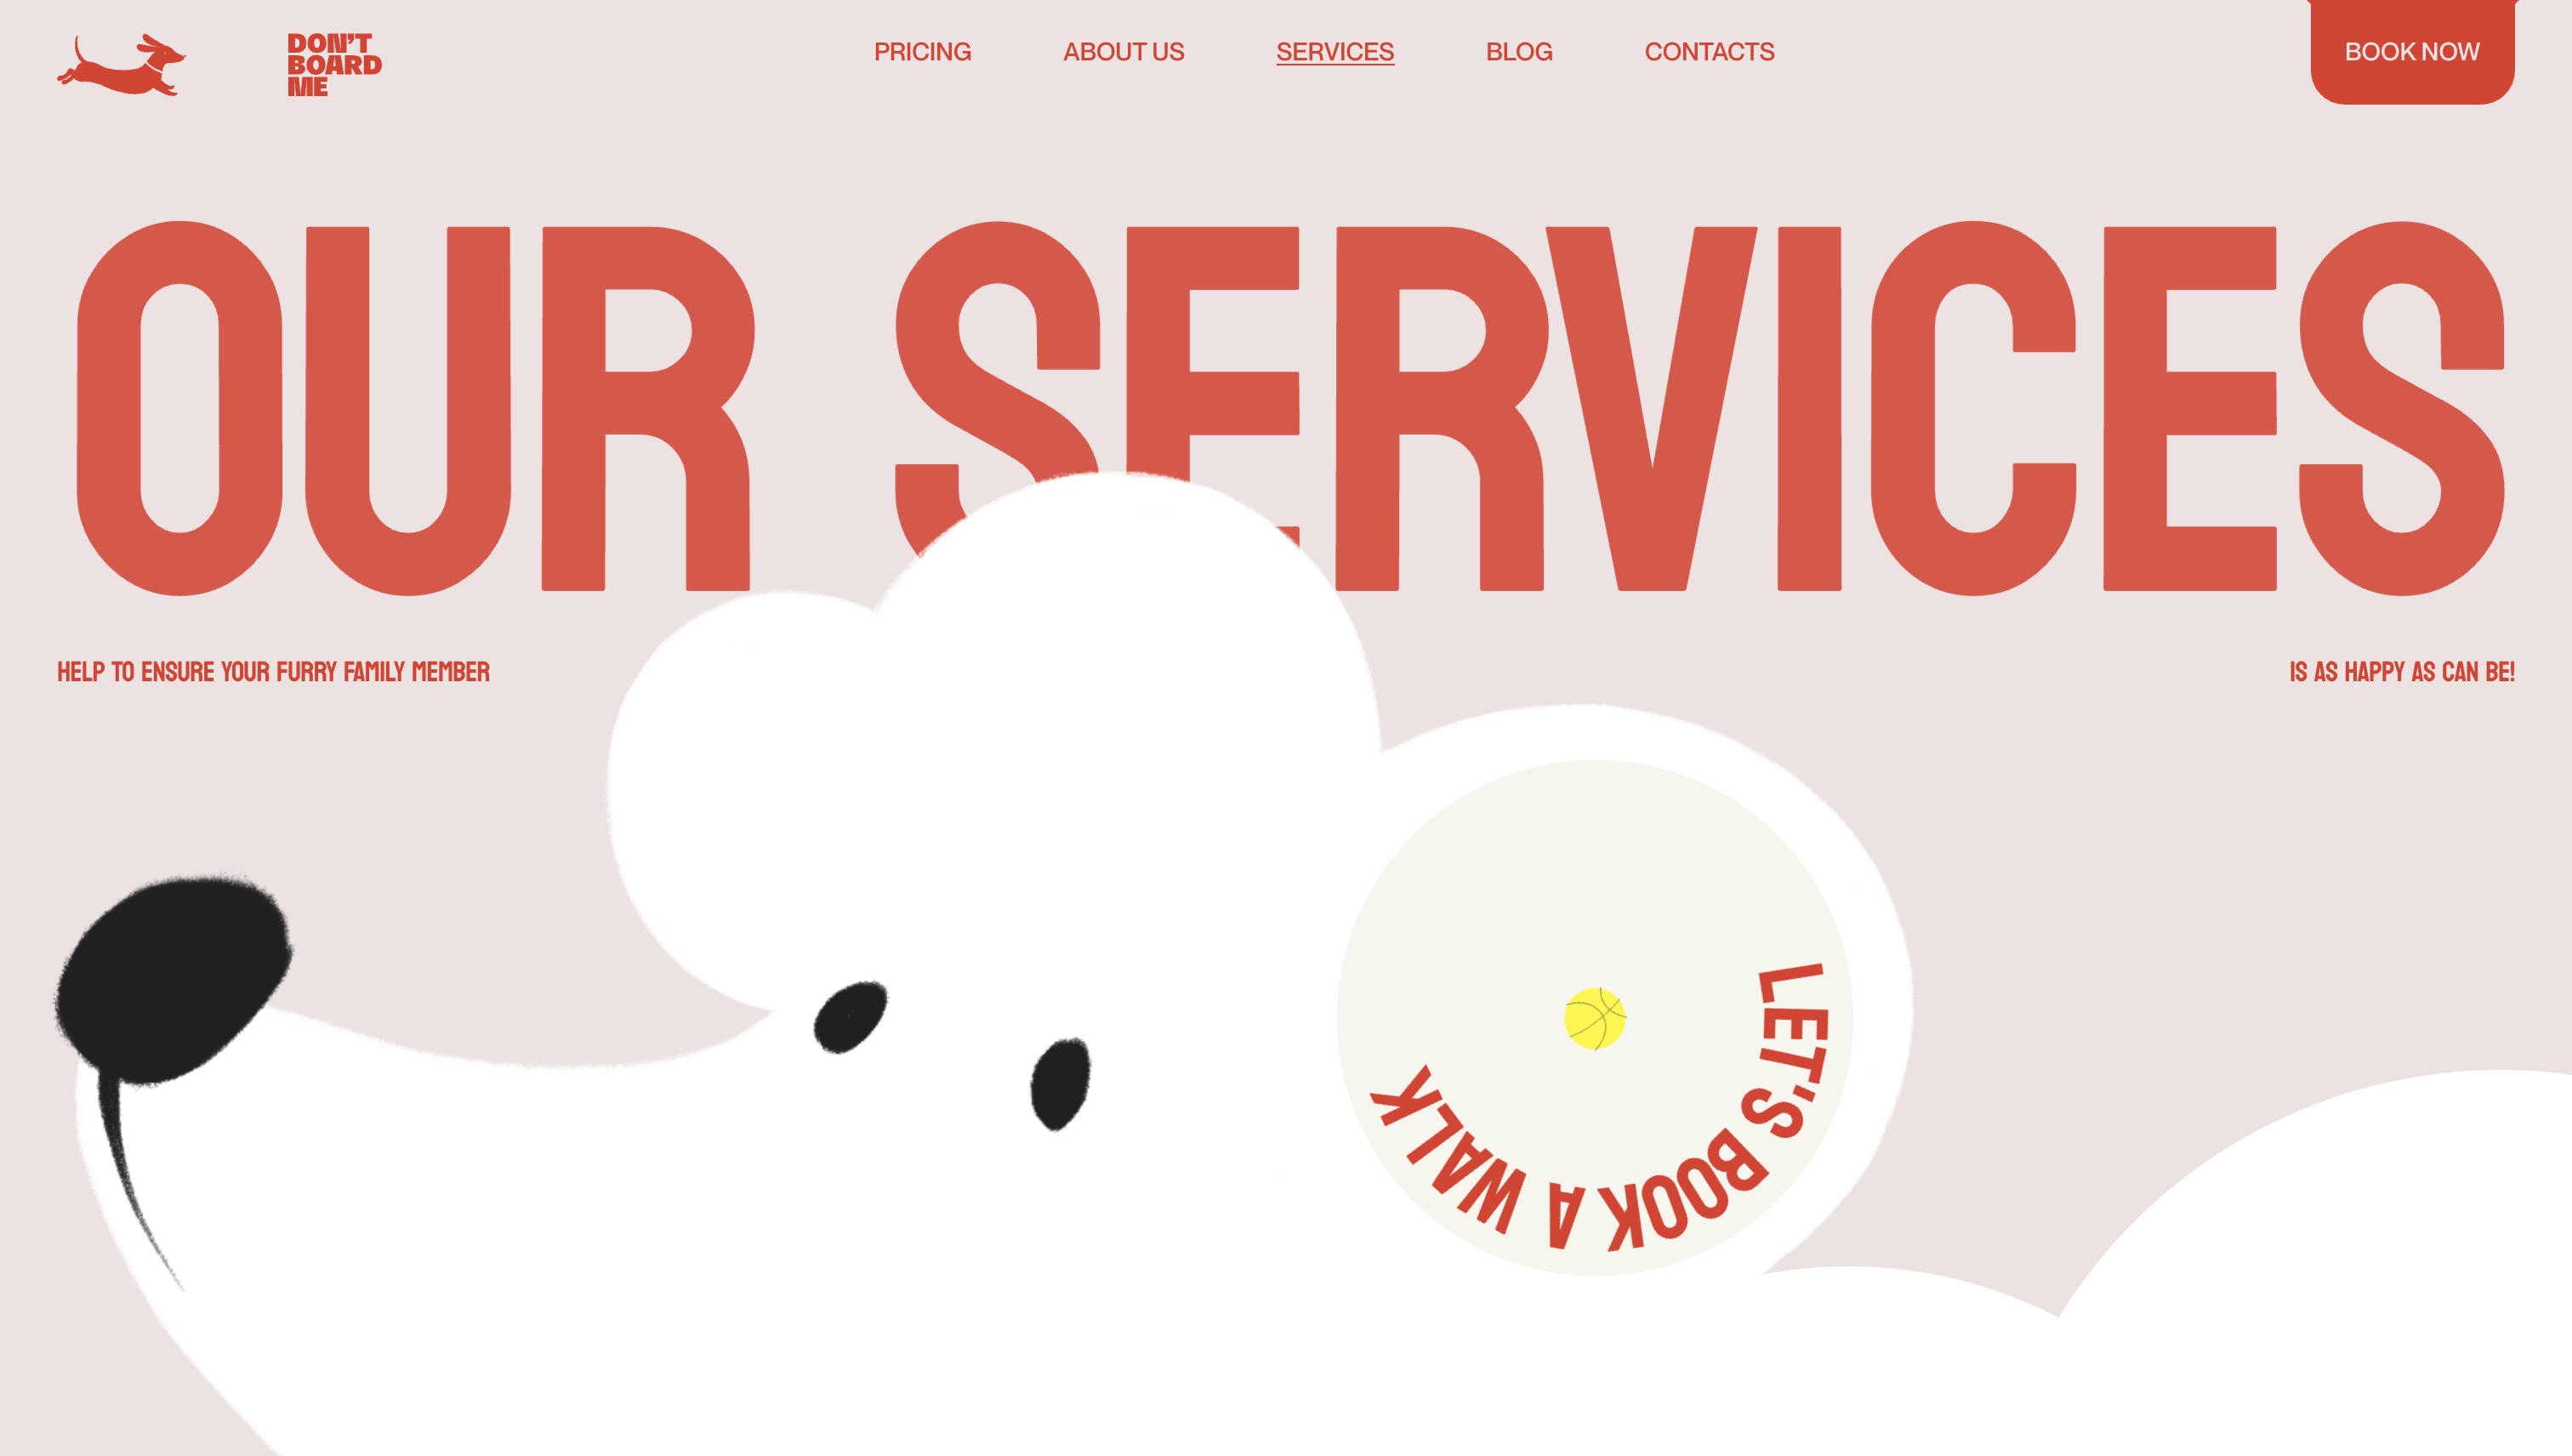 DON'T
BOARD
ME
PRICING
ABOUT US
SERVICES
BLOG
CONTACTS
BOOK NOW
OUR SERVICES
HELP TO ENSURE YOUR FURRY FAMILY MEMBER
IS AS HAPPY AS CAN BE!
LET'S BOOK A WALK